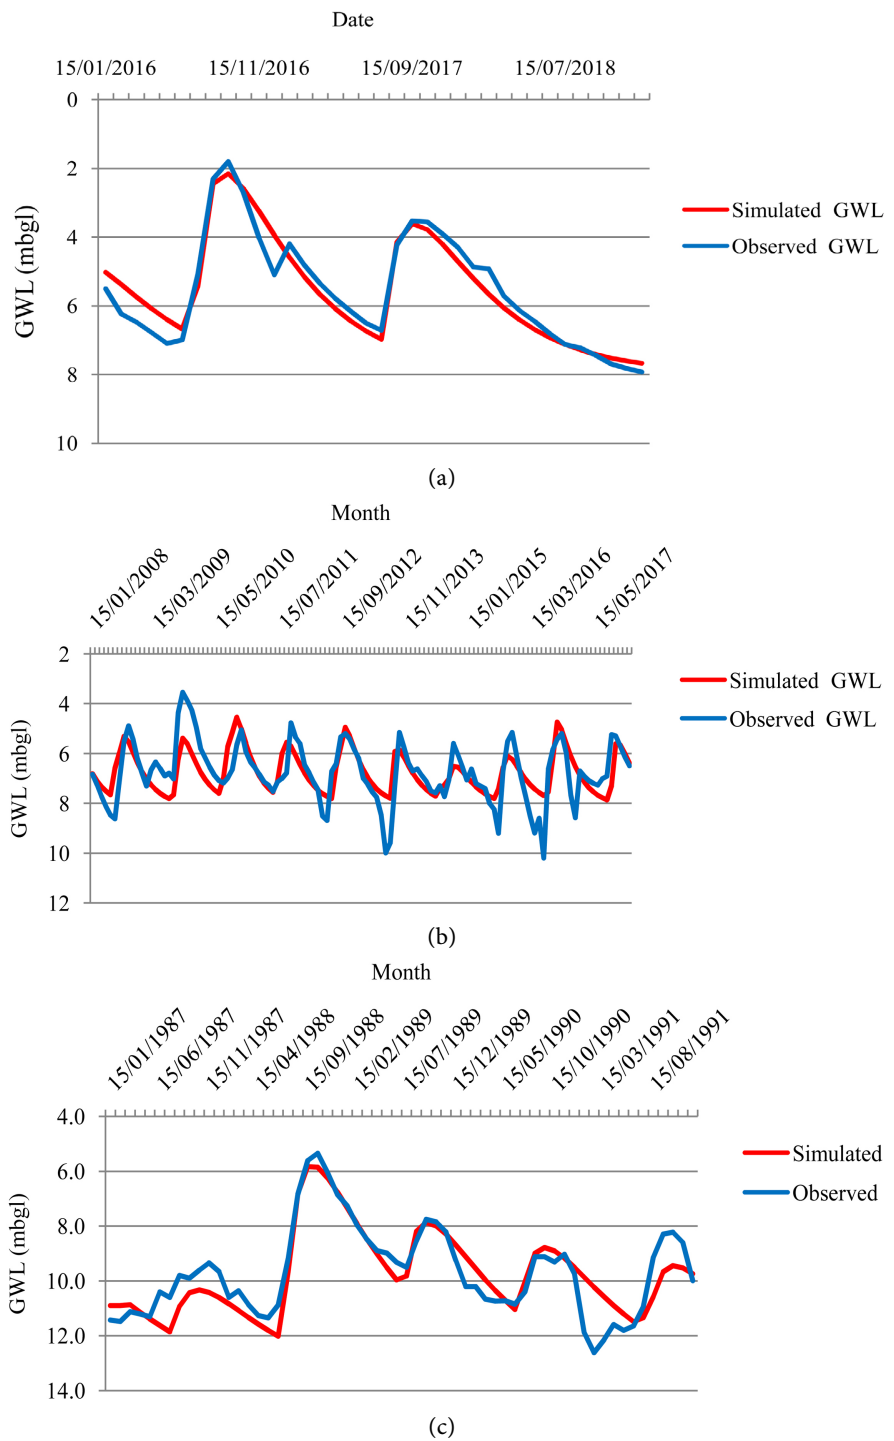 Date
15/01/2016 15/11/2016 15/09/2017 15/07/2018
0
2
4
6
8
10
GWL (mbgl)
Simulated GWL
Observed GWL
(a)
Month
15/01/2008 15/03/2009 15/05/2010 15/07/2011 15/09/2012 15/11/2013 15/01/2015 15/03/2016 15/05/2017
2
4
6
8
10
12
GWL (mbgl)
Simulated GWL
Observed GWL
(b)
Month
15/01/1987 15/06/1987 15/11/1987 15/04/1988 15/09/1988 15/02/1989 15/07/1989 15/12/1989 15/05/1990 15/10/1990 15/03/1991 15/08/1991
4.0
6.0
8.0
10.0
12.0
14.0
GWL (mbgl)
Simulated
Observed
(c)